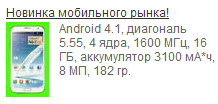 Новинка мобильного рынка!
Android 4.1, диагональ
5.55, 4 ядра, 1600 МГц, 16
ГБ, аккумулятор 3100 мА*ч,
8 МП, 182 гр.